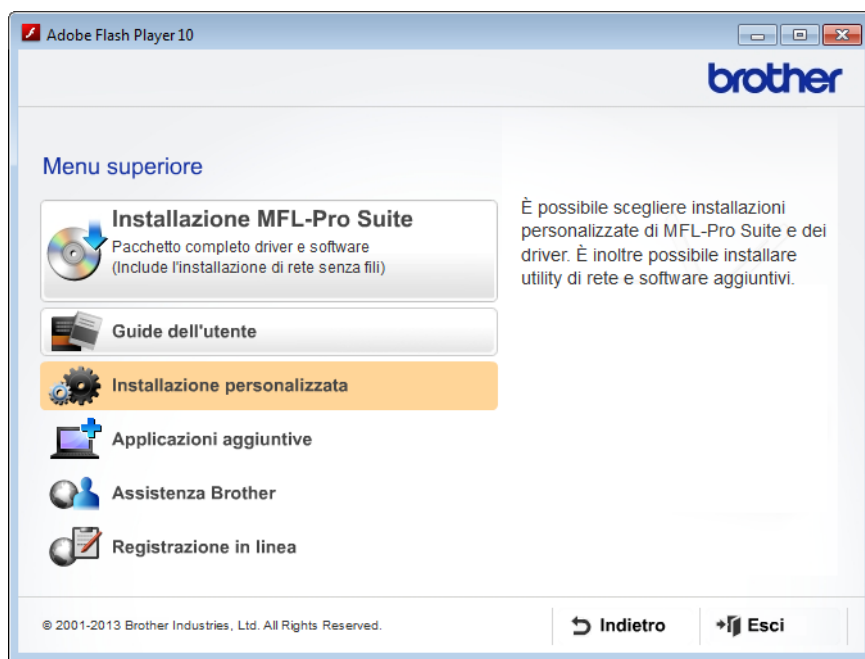 Adobe Flash Player 10
brother
Menu superiore
Installazione MFL-Pro Suite
Pacchetto completo driver e software
(Include l'installazione di rete senza fili)
Guide dell'utente
Installazione personalizzata
Applicazioni aggiuntive
Assistenza Brother
Registrazione in linea
È possibile scegliere installazioni
personalizzate di MFL-Pro Suite e dei
driver. È inoltre possibile installare
utility di rete e software aggiuntivi.
© 2001-2013 Brother Industries, Ltd. All Rights Reserved.
Indietro
Esci